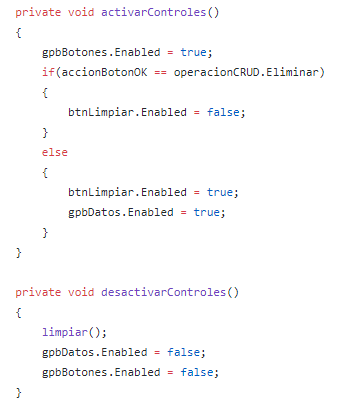 private void activarControles()
{
    gpbBotones.Enabled = true;
    if(accionBotonOK == operacionCRUD.Eliminar)
    {
        btnLimpiar.Enabled = false;
    }
    else
    {
        btnLimpiar.Enabled = true;
        gpbDatos.Enabled = true;
    }
}

private void desactivarControles()
{
    limpiar();
    gpbDatos.Enabled = false;
    gpbBotones.Enabled = false;
}